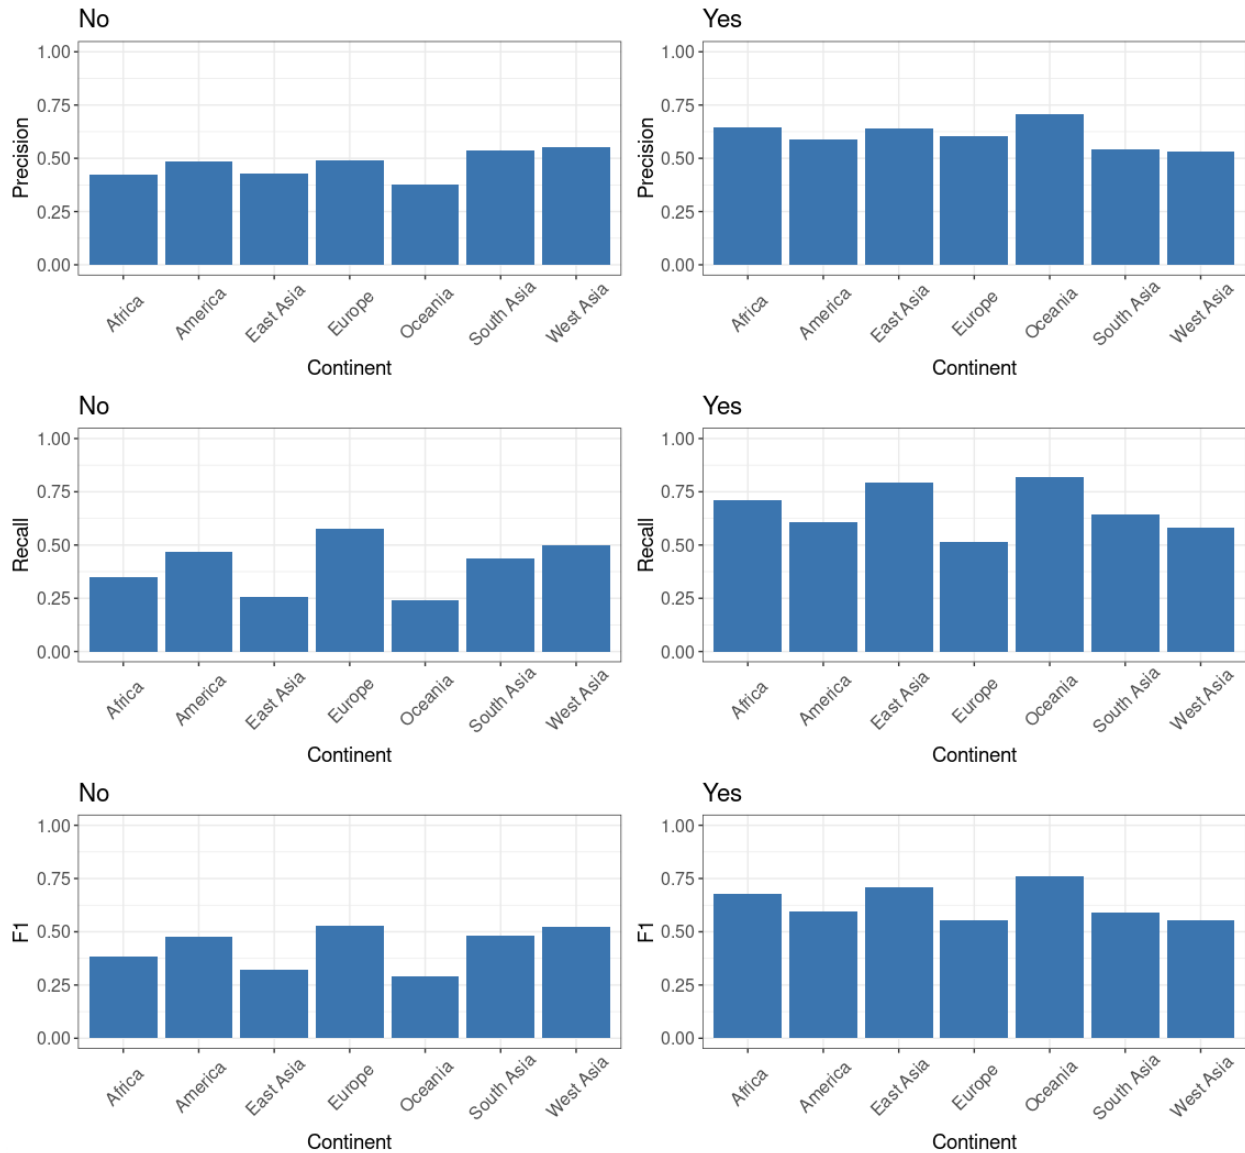 No
Precision
1.00
0.75
0.50
0.25
0.00
Africa
America
East Asia
Europe
Oceania
South Asia
West Asia
Continent
Yes
Precision
1.00
0.75
0.50
0.25
0.00
Africa
America
East Asia
Europe
Oceania
South Asia
West Asia
Continent
No
Recall
1.00
0.75
0.50
0.25
0.00
Africa
America
East Asia
Europe
Oceania
South Asia
West Asia
Continent
Yes
Recall
1.00
0.75
0.50
0.25
0.00
Africa
America
East Asia
Europe
Oceania
South Asia
West Asia
Continent
No
F1
1.00
0.75
0.50
0.25
0.00
Africa
America
East Asia
Europe
Oceania
South Asia
West Asia
Continent
Yes
F1
1.00
0.75
0.50
0.25
0.00
Africa
America
East Asia
Europe
Oceania
South Asia
West Asia
Continent